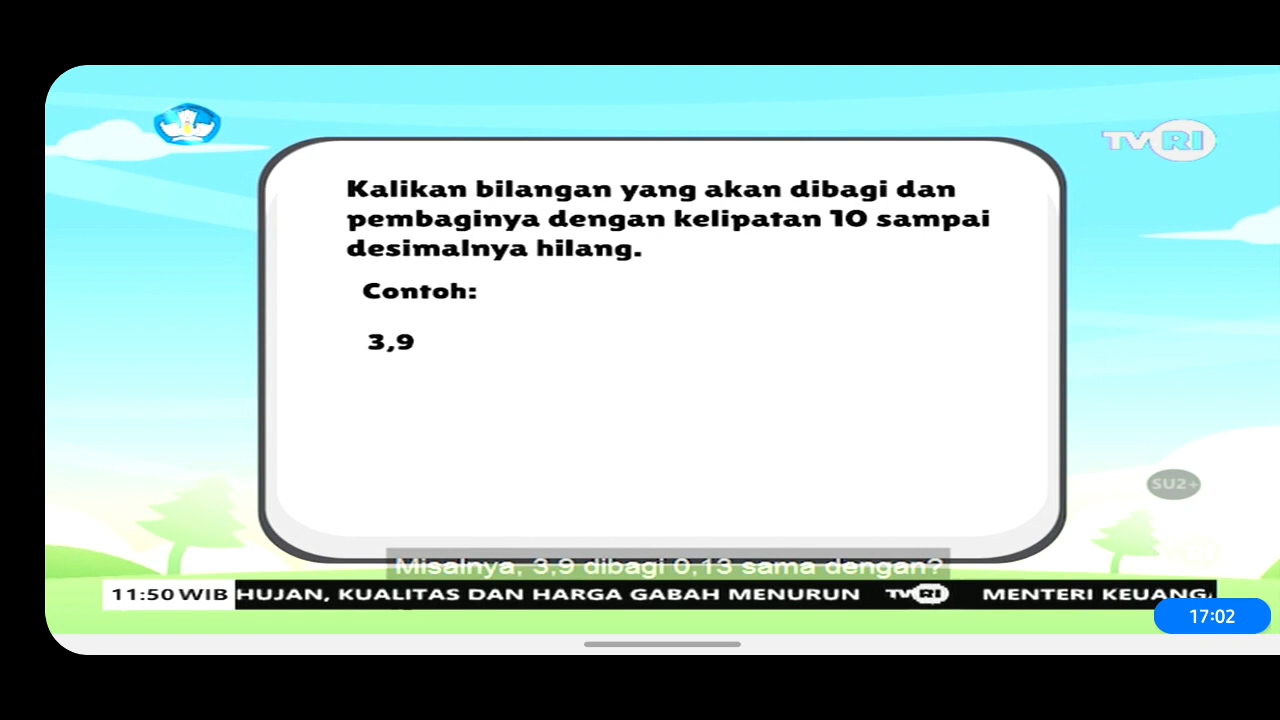 TVRI
Kalikan bilangan yang akan dibagi dan
pembaginya dengan kelipatan 10 sampai
desimalnya hilang.
Contoh:
3,9
SU2+
Misalnya, 3,9 dibagi 0,13 sama dengan?
11:50 WIB HUJAN, KUALITAS DAN HARGA GABAH MENURUN TVRI MENTERI KEUANGA
17:02